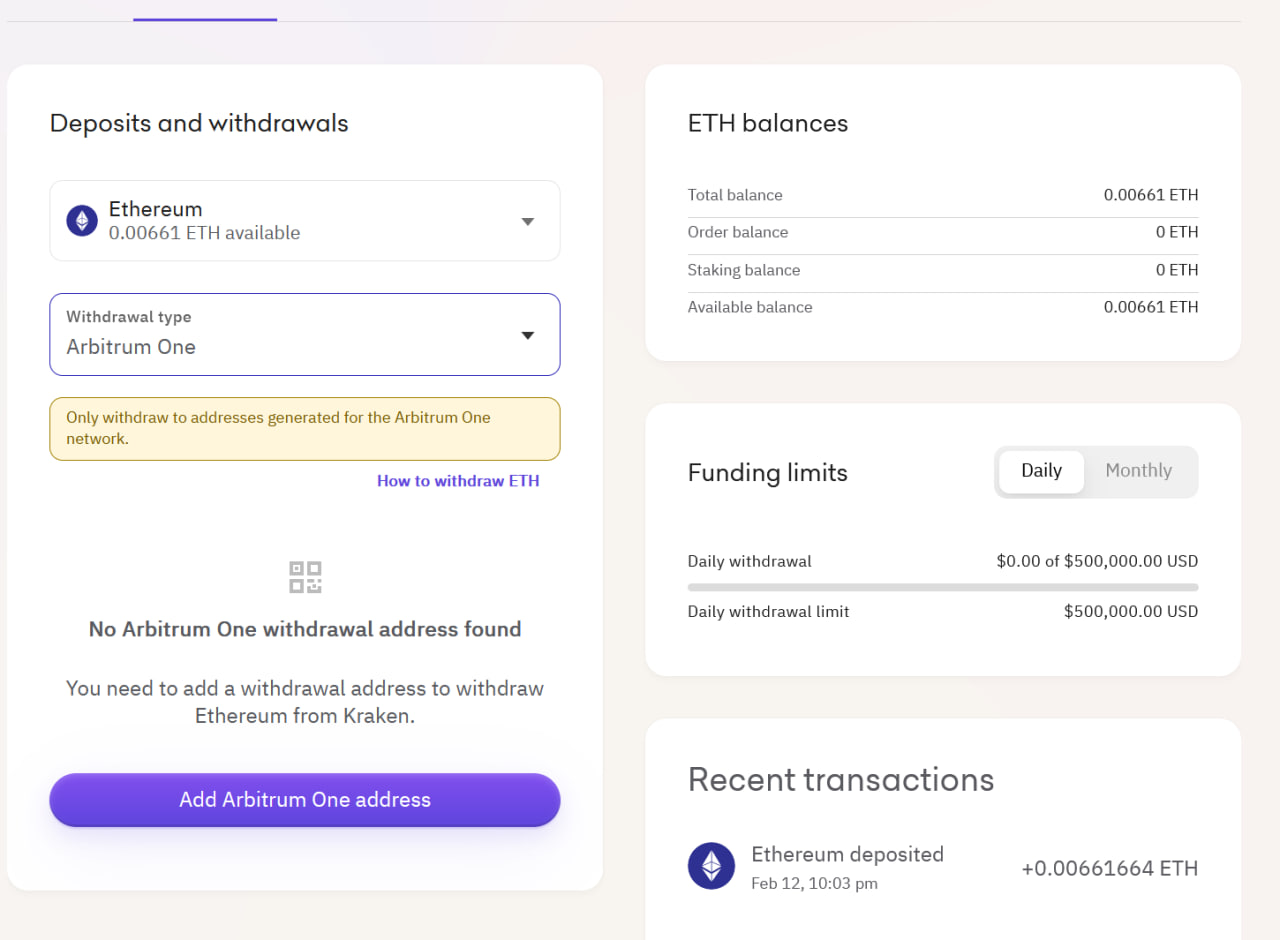 Deposits and withdrawals
Ethereum
0.00661 ETH available
Withdrawal type
Arbitrum One
Only withdraw to addresses generated for the Arbitrum One
network.
How to withdraw ETH
No Arbitrum One withdrawal address found
You need to add a withdrawal address to withdraw
Ethereum from Kraken.
Add Arbitrum One address
ETH balances
Total balance 0.00661 ETH
Order balance 0 ETH
Staking balance 0 ETH
Available balance 0.00661 ETH
Funding limits Daily Monthly
Daily withdrawal $0.00 of $500,000.00 USD
Daily withdrawal limit $500,000.00 USD
Recent transactions
Ethereum deposited
Feb 12, 10:03 pm
+0.00661664 ETH